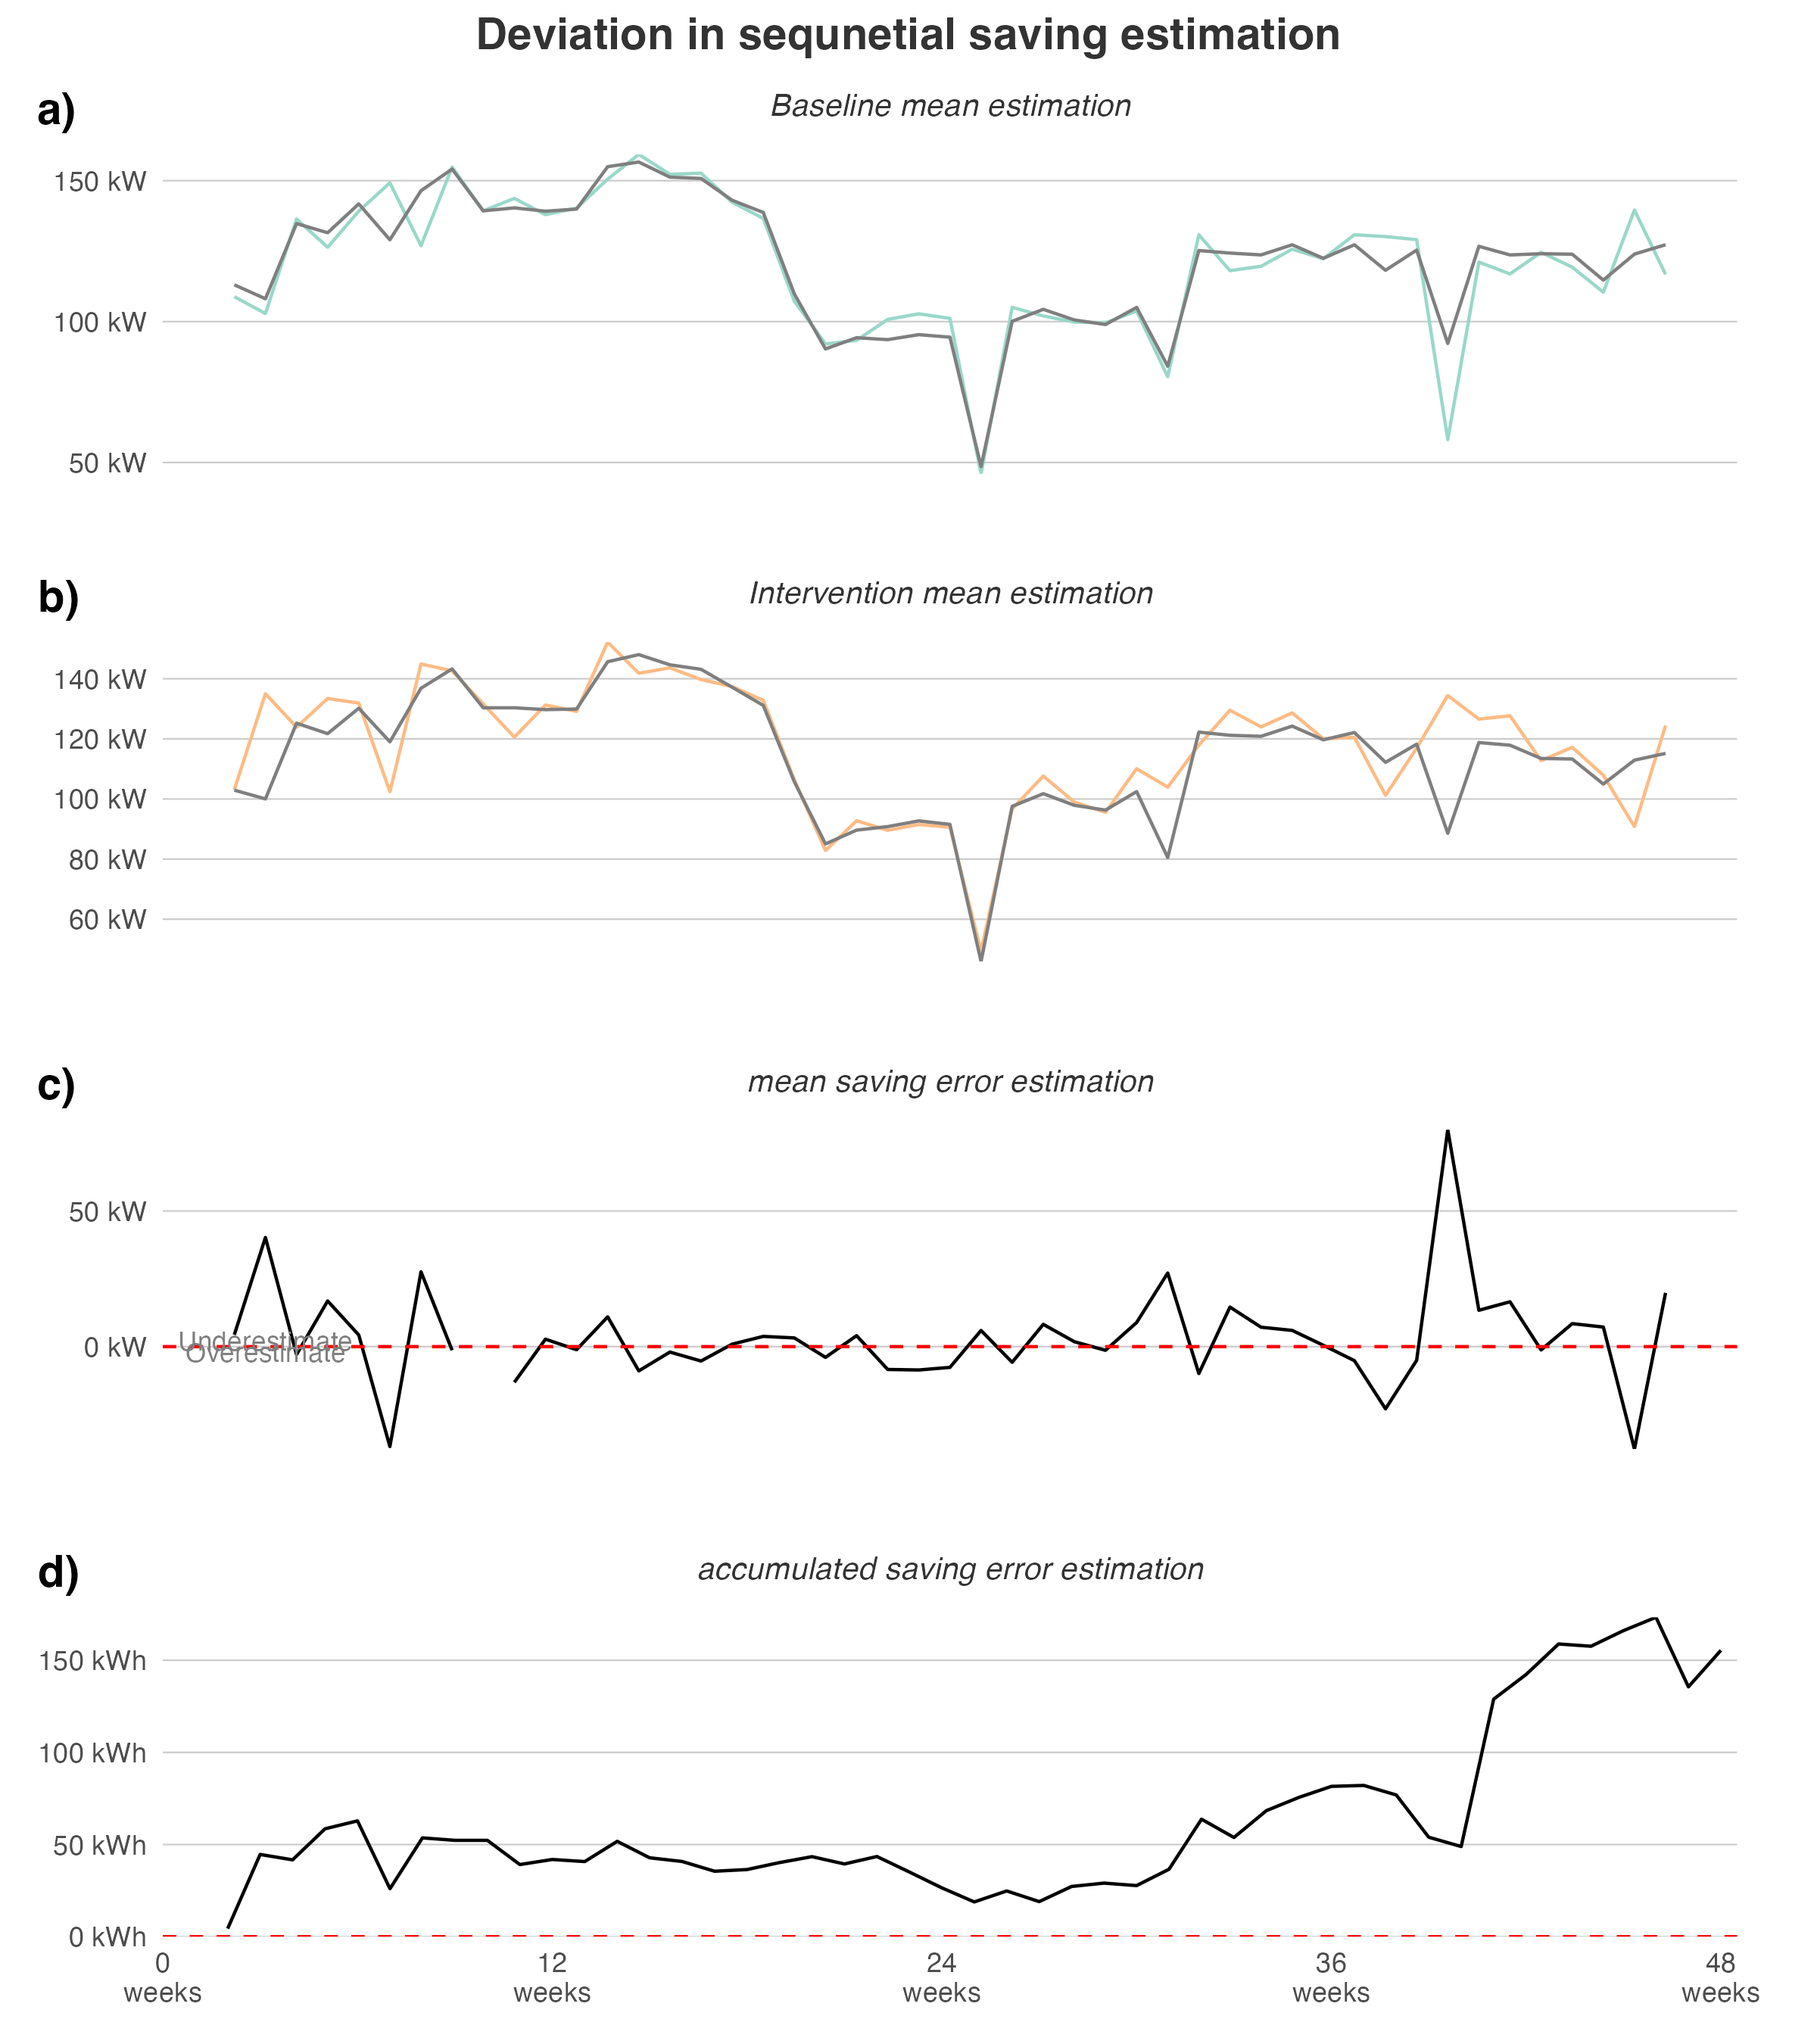 Deviation in sequnetial saving estimation
a)
Baseline mean estimation
150 kW
100 kW
50 kW
b)
Intervention mean estimation
140 kW
120 kW
100 kW
80 kW
60 kW
c)
mean saving error estimation
50 kW
0 kW
Underestimate
Overestimate
d)
accumulated saving error estimation
150 kWh
100 kWh
50 kWh
0 kWh
0 12 24 36 48
weeks weeks weeks weeks weeks